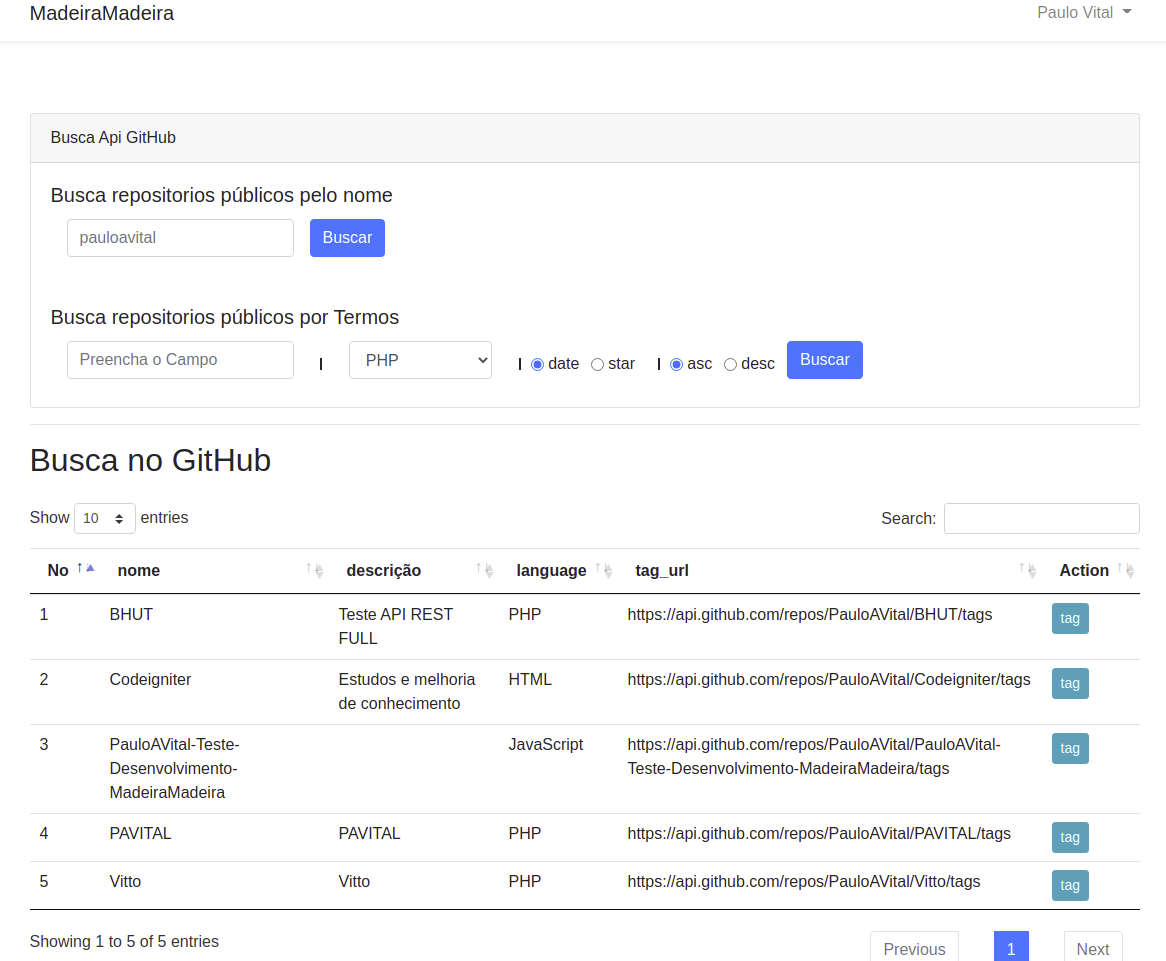 MadeiraMadeira Paulo Vital
Busca Api GitHub
Busca repositorios públicos pelo nome
pauloavital Buscar
Busca repositorios públicos por Termos
Preencha o Campo | PHP | date star | asc desc Buscar
Busca no GitHub
Show 10 entries Search:
No nome descrição language tag_url Action
1 BHUT Teste API REST PHP https://api.github.com/repos/PauloAVital/BHUT/tags tag
FULL
2 Codeigniter Estudos e melhoria HTML https://api.github.com/repos/PauloAVital/Codeigniter/tags tag
de conhecimento
3 PauloAVital-Teste- JavaScript https://api.github.com/repos/PauloAVital/PauloAVital- tag
Desenvolvimento- Teste-Desenvolvimento-MadeiraMadeira/tags
MadeiraMadeira
4 PAVITAL PAVITAL PHP https://api.github.com/repos/PauloAVital/PAVITAL/tags tag
5 Vitto Vitto PHP https://api.github.com/repos/PauloAVital/Vitto/tags tag
Showing 1 to 5 of 5 entries Previous 1 Next